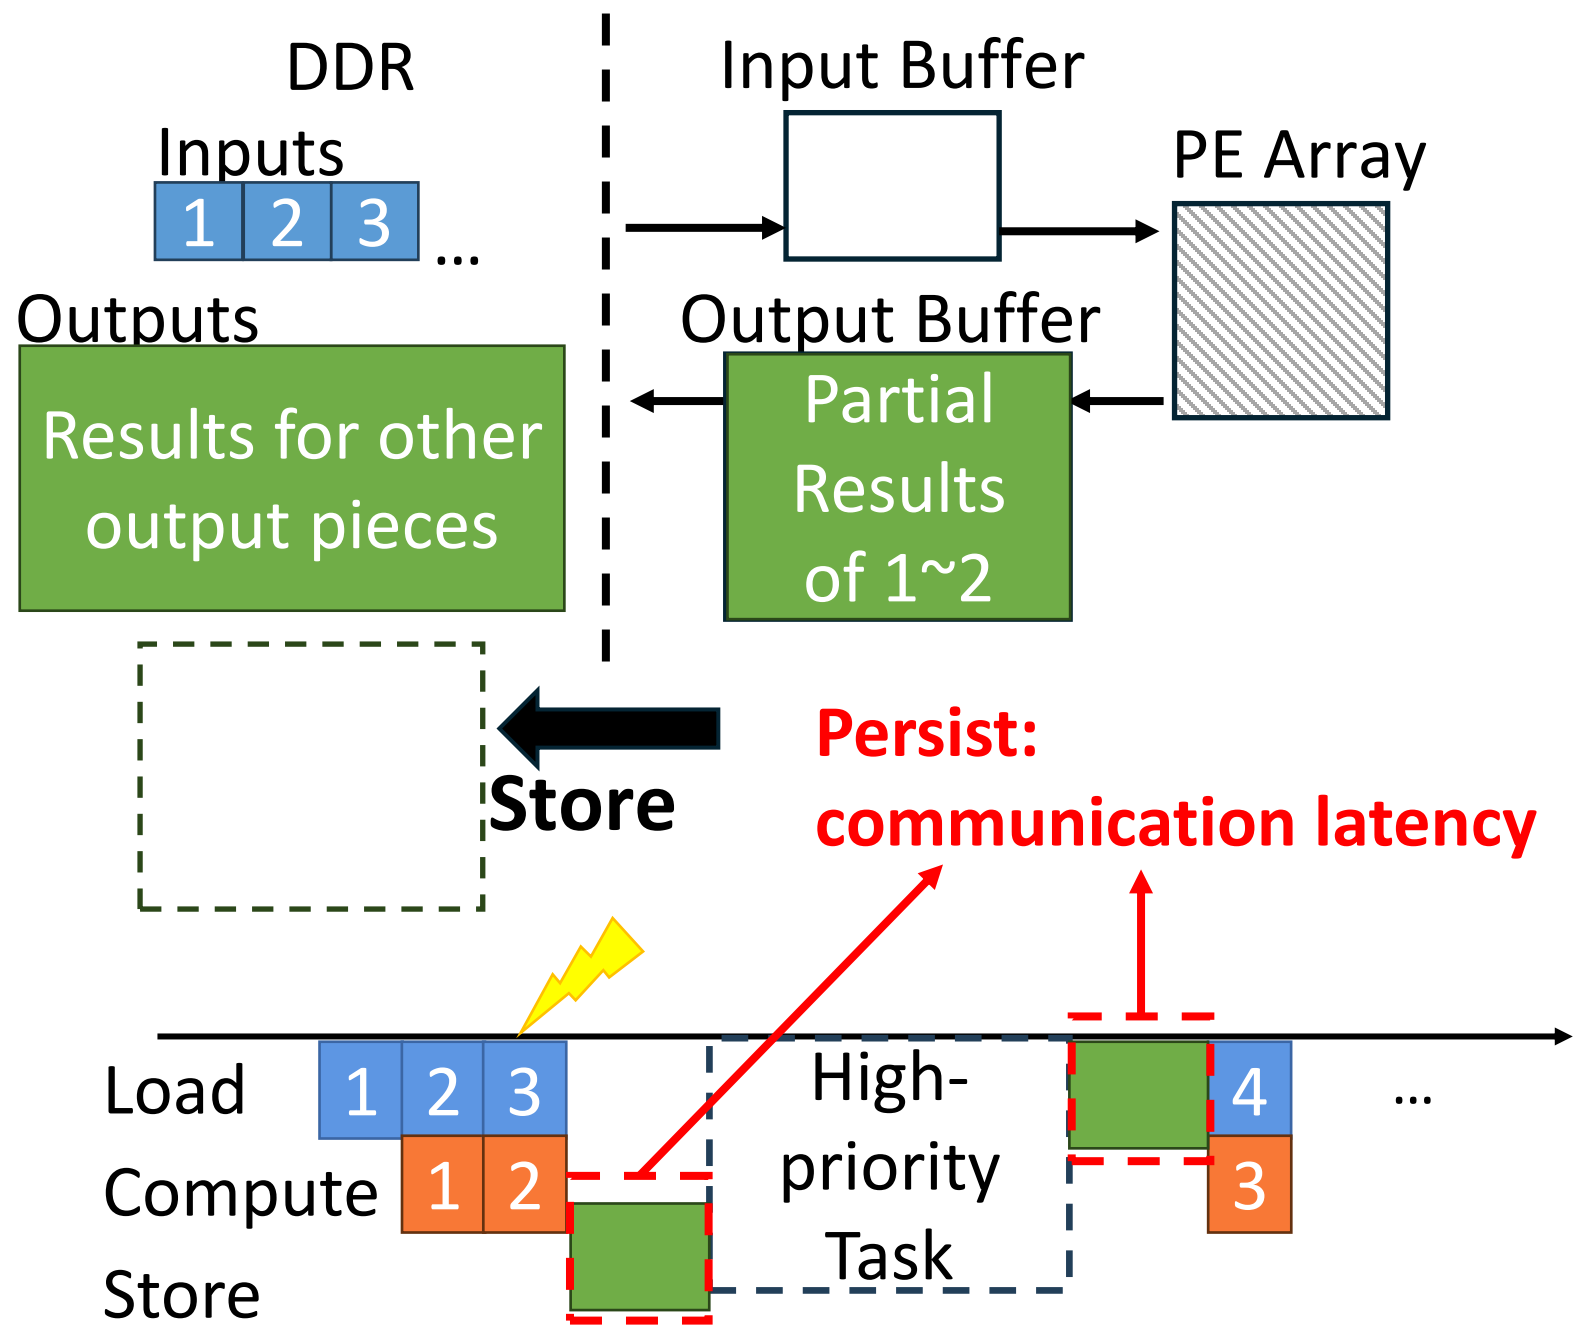 DDR
Inputs
1 2 3 ...
Outputs
Results for other
output pieces
Input Buffer
PE Array
Output Buffer
Partial
Results
of 1~2
Store
Persist:
communication latency
Load
1 2 3
Compute
1 2
Store
High-
priority
Task
4
...
3